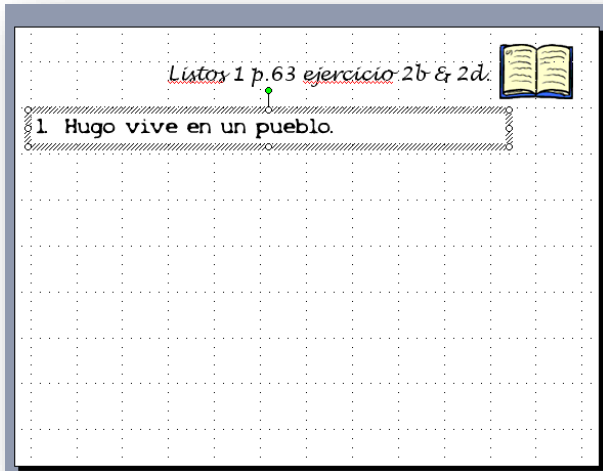 Listos 1 p.63 ejercicio 2b & 2d.
1. Hugo vive en un pueblo.